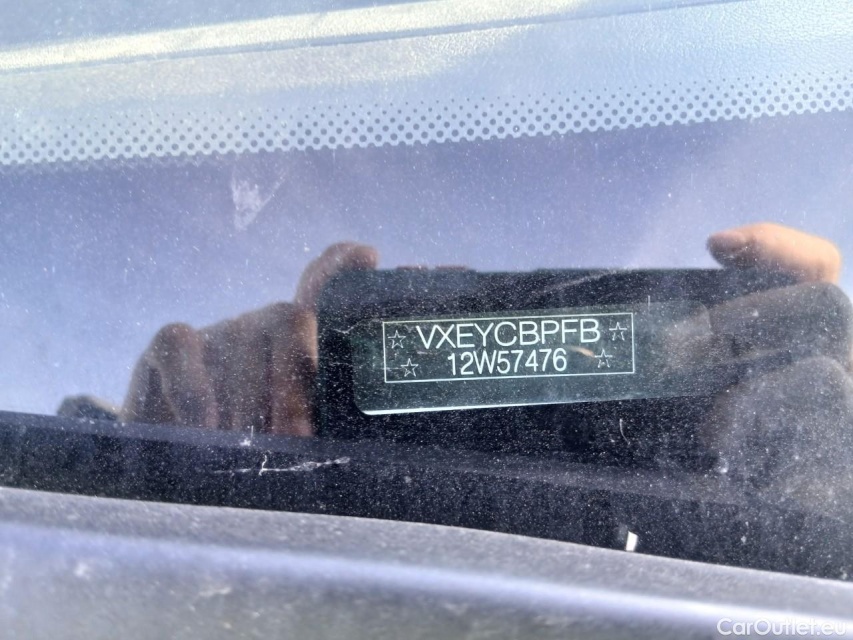 ☆ VXEYCBPFB ☆
☆ 12W57476 ☆
CarOutlet.eu